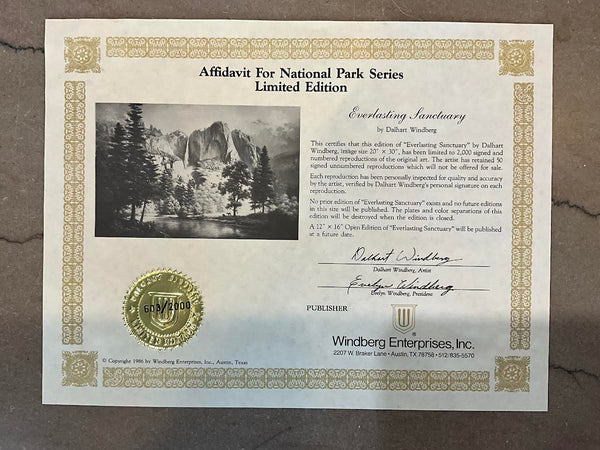 Affidavit For National Park Series
Limited Edition
Everlasting Sanctuary
by Dalhart Windberg
This certifies that this edition of "Everlasting Sanctuary" by Dalhart
Windberg, image size 20" × 30", has been limited to 2,000 signed and
numbered reproductions of the original art. The artist has retained 50
signed unnumbered reproductions which will not be offered for sale.
Each reproduction has been personally inspected for quality and accuracy
by the artist, verified by Dalhart Windberg's personal signature on each
reproduction.
No prior edition of "Everlasting Sanctuary" exists and no future editions
in this size will be published. The plates and color separations of this
edition will be destroyed when the edition is closed.
A 12" × 16" Open Edition of "Everlasting Sanctuary" will be published
at a future date.
Dalhart Windberg
Dalhart Windberg, Artist
Evelyn Windberg
Evelyn Windberg, President
603/2000
LIMITED EDITION
PUBLISHER
Windberg Enterprises, Inc.
2207 W. Braker Lane • Austin, TX 78758 • 512/835-5570
© Copyright 1986 by Windberg Enterprises, Inc., Austin, Texas